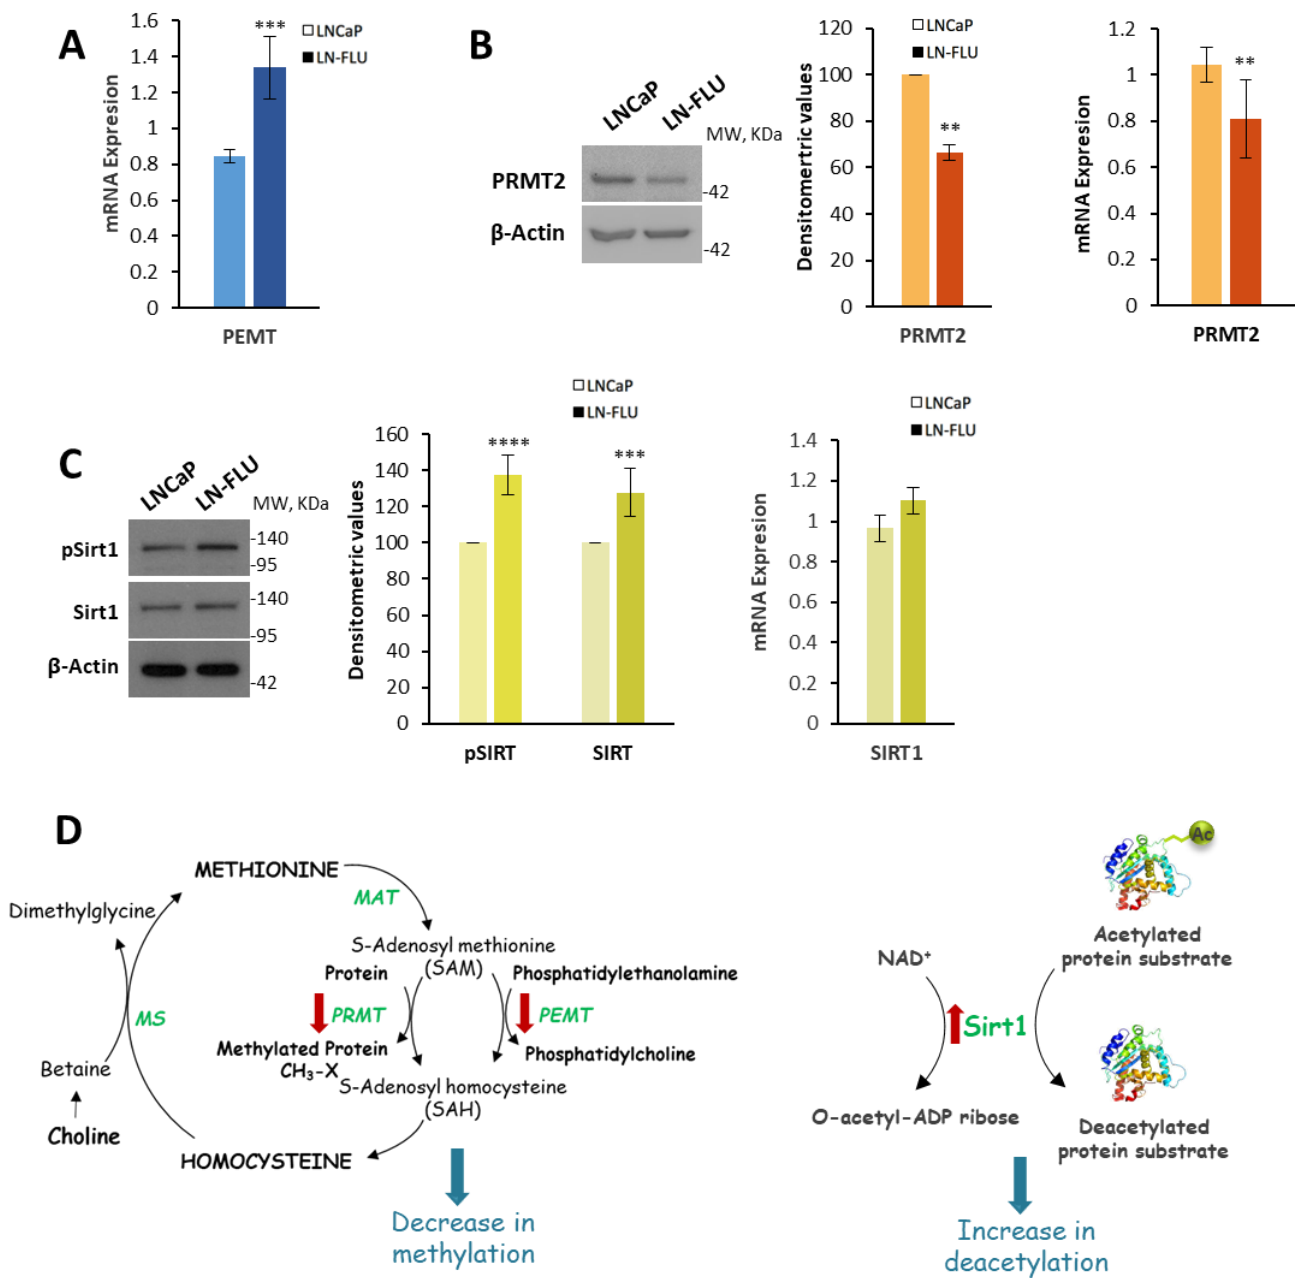 A
mRNA Expresion
1.6
1.4
1.2
1
0.8
0.6
0.4
0.2
0
***
LNCaP
LN-FLU
PEMT
B
LNCaP
LN-FLU
MW, KDa
PRMT2
-42
β-Actin
-42
Densitomertric values
120
100
80
60
40
20
0
LNCaP
LN-FLU
**
PRMT2
mRNA Expresion
1.2
1
0.8
0.6
0.4
0.2
0
**
PRMT2
C
LNCaP
LN-FLU
MW, KDa
pSirt1
-140
-95
Sirt1
-140
-95
β-Actin
-42
Densitometric values
160
140
120
100
80
60
40
20
0
LNCaP
LN-FLU
****
***
pSIRT
SIRT
mRNA Expresion
1.4
1.2
1
0.8
0.6
0.4
0.2
0
LNCaP
LN-FLU
SIRT1
D
METHIONINE
MAT
Dimethylglycine
S-Adenosyl methionine
(SAM)
Protein
Phosphatidylethanolamine
MS
PRMT
PEMT
Methylated Protein
CH₃-X
Phosphatidylcholine
Betaine
S-Adenosyl homocysteine
(SAH)
Choline
HOMOCYSTEINE
Decrease in
methylation
Ac
Acetylated
protein substrate
NAD⁺
Sirt1
O-acetyl-ADP ribose
Deacetylated
protein substrate
Increase in
deacetylation